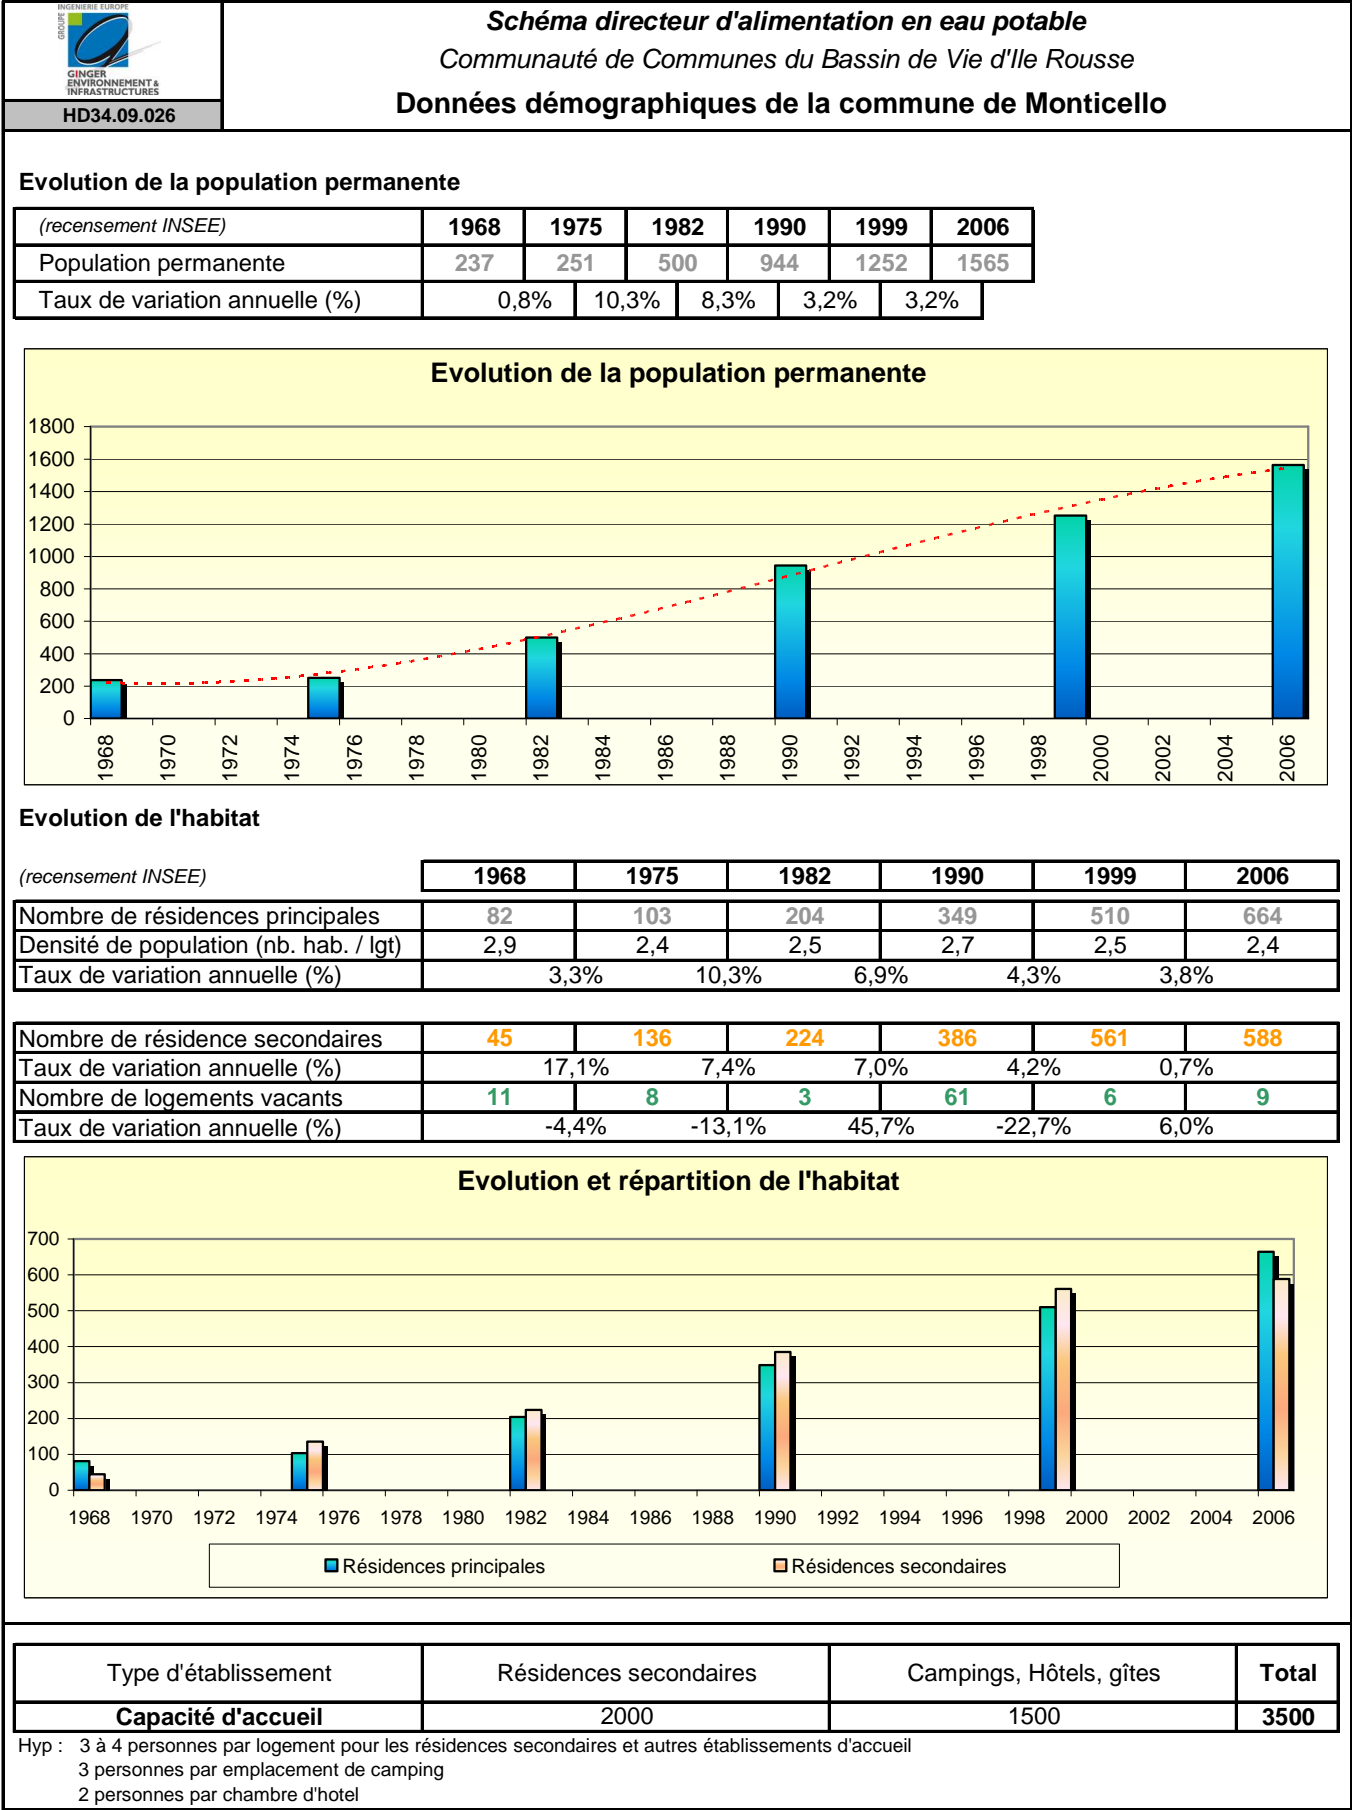 INGENIERIE EUROPE
GROUPE
GINGER
ENVIRONNEMENT &
INFRASTRUCTURES
HD34.09.026
Schéma directeur d'alimentation en eau potable
Communauté de Communes du Bassin de Vie d'Ile Rousse
Données démographiques de la commune de Monticello
Evolution de la population permanente
(recensement INSEE) 1968 1975 1982 1990 1999 2006
Population permanente 237 251 500 944 1252 1565
Taux de variation annuelle (%) 0,8% 10,3% 8,3% 3,2% 3,2%
Evolution de la population permanente
1800
1600
1400
1200
1000
800
600
400
200
0
1968 1970 1972 1974 1976 1978 1980 1982 1984 1986 1988 1990 1992 1994 1996 1998 2000 2002 2004 2006
Evolution de l'habitat
(recensement INSEE) 1968 1975 1982 1990 1999 2006
Nombre de résidences principales 82 103 204 349 510 664
Densité de population (nb. hab. / lgt) 2,9 2,4 2,5 2,7 2,5 2,4
Taux de variation annuelle (%) 3,3% 10,3% 6,9% 4,3% 3,8%
Nombre de résidence secondaires 45 136 224 386 561 588
Taux de variation annuelle (%) 17,1% 7,4% 7,0% 4,2% 0,7%
Nombre de logements vacants 11 8 3 61 6 9
Taux de variation annuelle (%) -4,4% -13,1% 45,7% -22,7% 6,0%
Evolution et répartition de l'habitat
700
600
500
400
300
200
100
0
1968 1970 1972 1974 1976 1978 1980 1982 1984 1986 1988 1990 1992 1994 1996 1998 2000 2002 2004 2006
Résidences principales Résidences secondaires
Type d'établissement Résidences secondaires Campings, Hôtels, gîtes Total
Capacité d'accueil 2000 1500 3500
Hyp : 3 à 4 personnes par logement pour les résidences secondaires et autres établissements d'accueil
3 personnes par emplacement de camping
2 personnes par chambre d'hotel